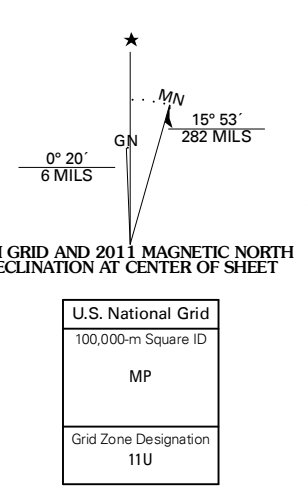 MN
15° 53´
282 MILS
GN
0° 20´
6 MILS
GRID AND 2011 MAGNETIC NORTH
AT CENTER OF SHEET
U.S. National Grid
100,000-m Square ID
MP
Grid Zone Designation
11U